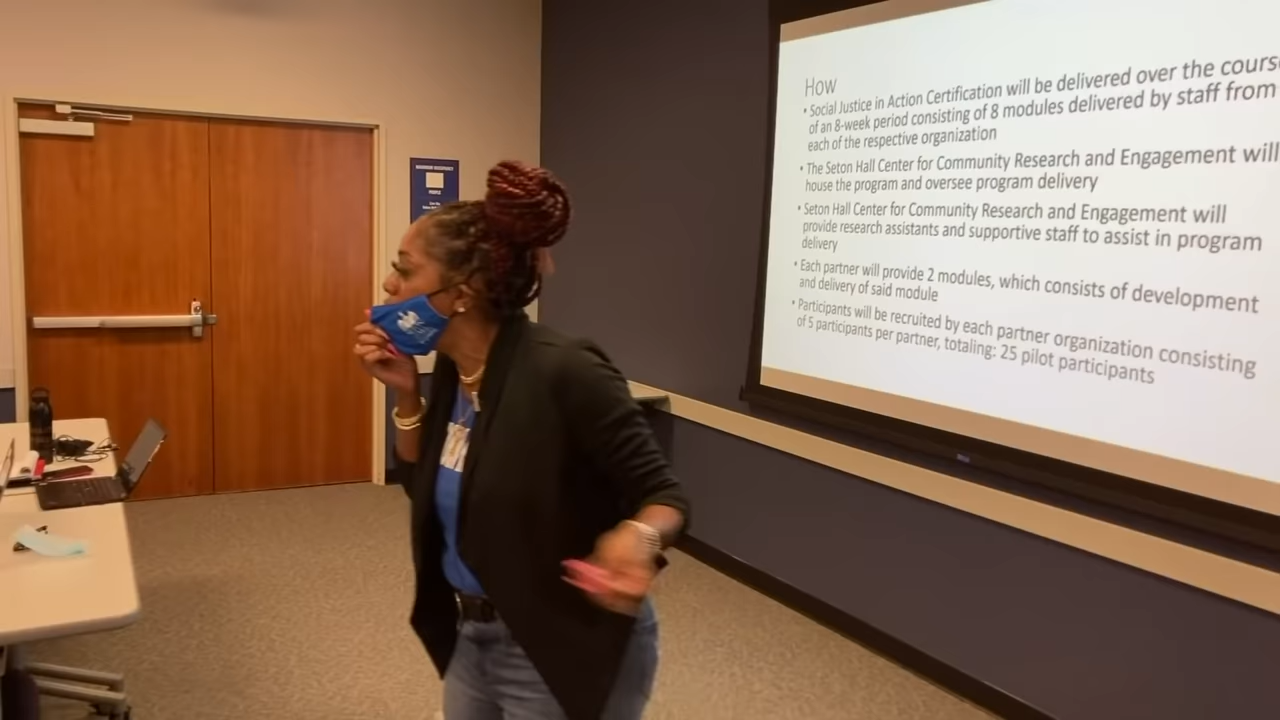 How
• Social Justice in Action Certification will be delivered over the cours
of an 8-week period consisting of 8 modules delivered by staff from
each of the respective organization
• The Seton Hall Center for Community Research and Engagement will
house the program and oversee program delivery
• Seton Hall Center for Community Research and Engagement will
provide research assistants and supportive staff to assist in program
delivery
• Each partner will provide 2 modules, which consists of development
and delivery of said module
• Participants will be recruited by each partner organization consisting
of 5 participants per partner, totaling: 25 pilot participants
MAXIMUM OCCUPANCY
PEOPLE